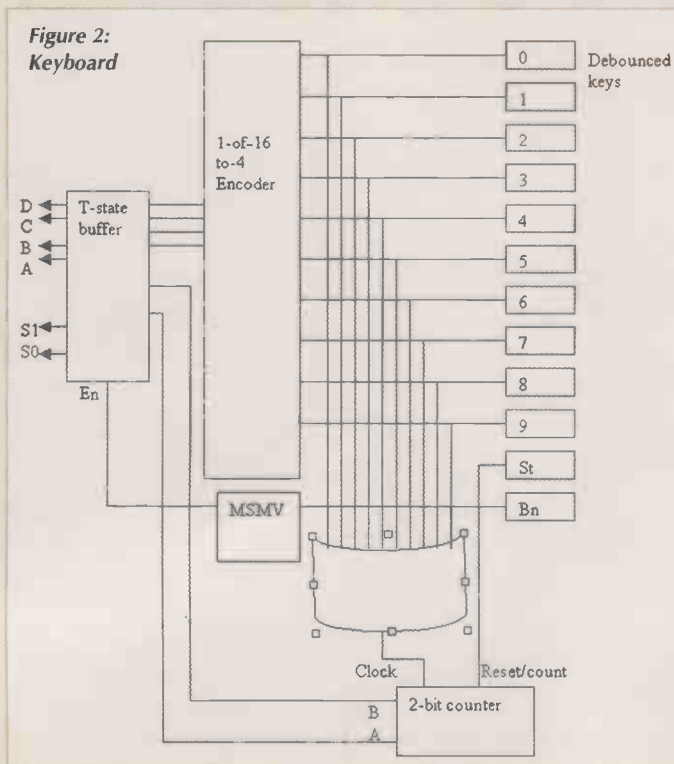 Figure 2:
Keyboard
0
Debounced
keys
1
2
3
4
5
6
7
8
9
St
Bn
1-of-16
to-4
Encoder
T-state
buffer
D
C
B
A
S1
S0
En
MSMV
Clock
Reset/count
B
A
2-bit counter